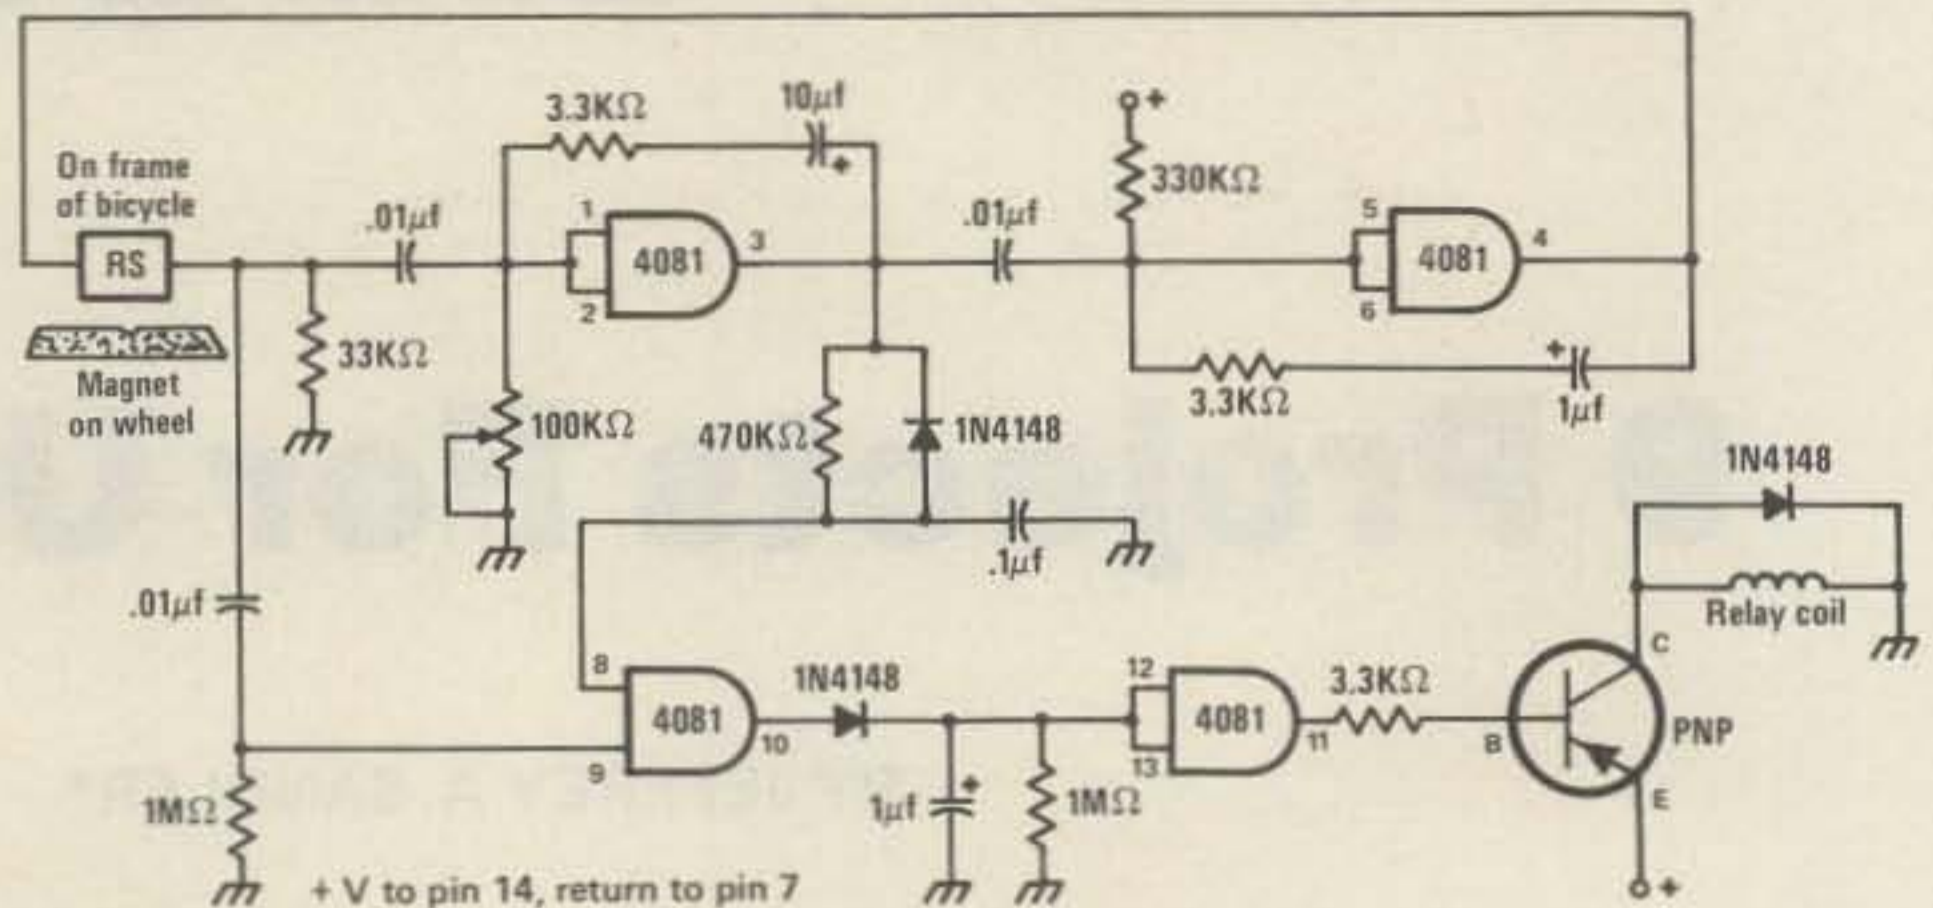 3.3KΩ
10µf
+
+
330KΩ
On frame
of bicycle
RS
.01µf
1
2
4081
3
.01µf
5
6
4081
4
Magnet
on wheel
33KΩ
100KΩ
470KΩ
1N4148
3.3KΩ
+
1µf
.1µf
1N4148
Relay coil
.01µf
8
9
4081
10
1N4148
12
13
4081
11
3.3KΩ
B
C
E
PNP
1MΩ
1µf
+
1MΩ
+
+ V to pin 14, return to pin 7